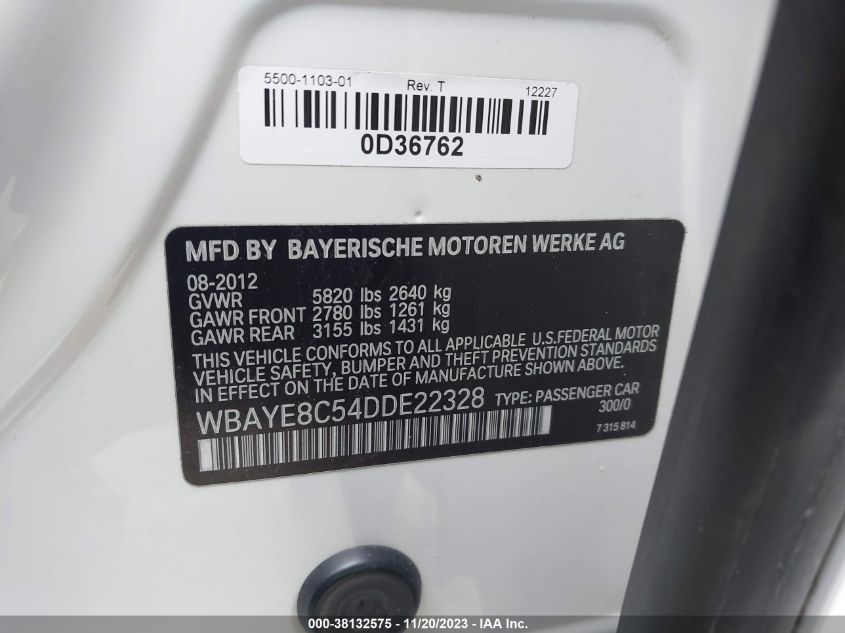 5500-1103-01 Rev. T 12227
0D36762
MFD BY BAYERISCHE MOTOREN WERKE AG
08-2012
GVWR 5820 lbs 2640 kg
GAWR FRONT 2780 lbs 1261 kg
GAWR REAR 3155 lbs 1431 kg
THIS VEHICLE CONFORMS TO ALL APPLICABLE U.S.FEDERAL MOTOR
VEHICLE SAFETY, BUMPER AND THEFT PREVENTION STANDARDS
IN EFFECT ON THE DATE OF MANUFACTURE SHOWN ABOVE.
WBAYE8C54DDE22328 TYPE: PASSENGER CAR
300/0
7 315 814
000-38132575 - 11/20/2023 - IAA Inc.